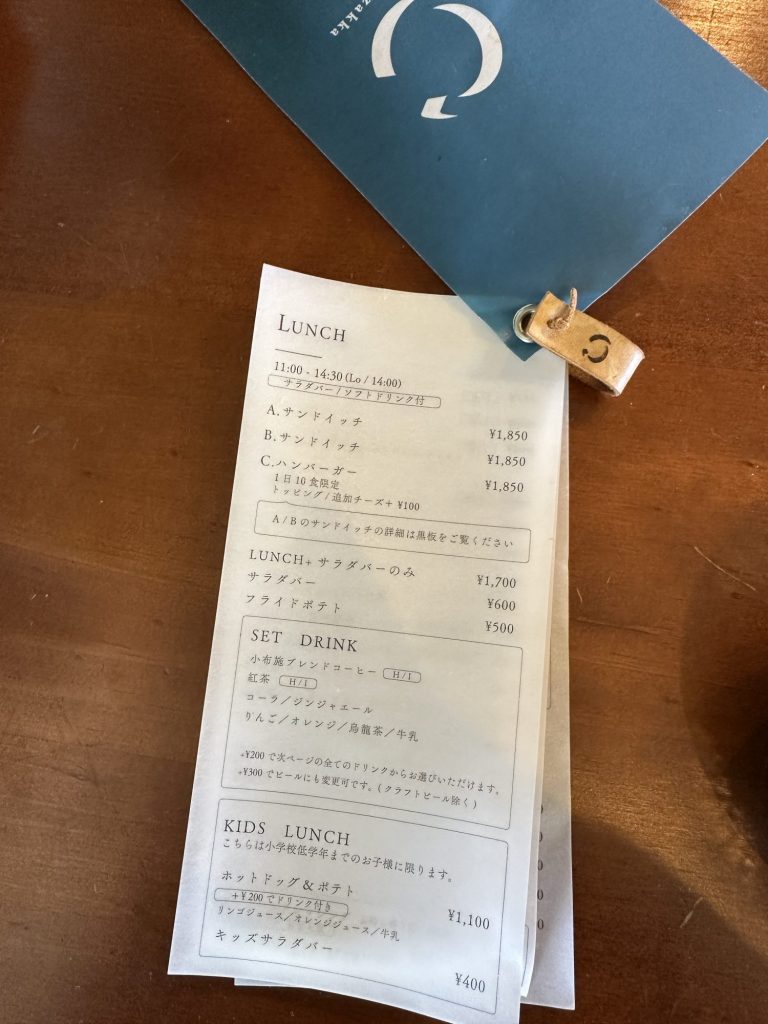 zakka
LUNCH
11:00 - 14:30 (Lo / 14:00)
サラダバー / ソフトドリンク付
A.サンドイッチ ¥1,850
B.サンドイッチ ¥1,850
C.ハンバーガー ¥1,850
1日10食限定
トッピング / 追加チーズ+ ¥100
A / B のサンドイッチの詳細は黒板をご覧ください
LUNCH+ サラダバーのみ ¥1,700
サラダバー ¥600
フライドポテト ¥500
SET DRINK
小布施ブレンドコーヒー H / I
紅茶 H / I
コーラ／ジンジャエール
りんご／オレンジ／烏龍茶／牛乳
+¥200 で次ページの全てのドリンクからお選びいただけます。
+¥300 でビールにも変更可です。( クラフトビール除く )
KIDS LUNCH
こちらは小学校低学年までのお子様に限ります。
ホットドッグ＆ポテト ¥1,100
+¥200 でドリンク付き
リンゴジュース／オレンジジュース／牛乳
キッズサラダバー ¥400